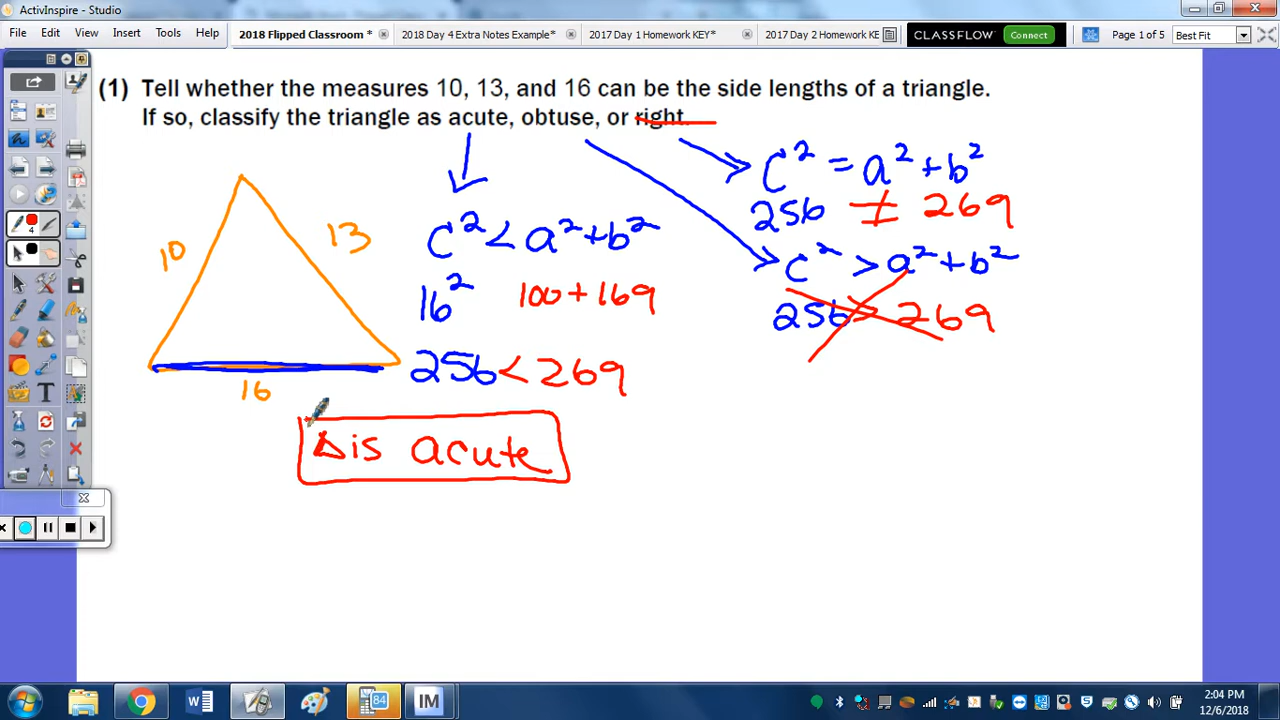 ActivInspire - Studio
File Edit View Insert Tools Help
2018 Flipped Classroom *
2018 Day 4 Extra Notes Example*
2017 Day 1 Homework KEY*
2017 Day 2 Homework KE
CLASSFLOW Connect
Page 1 of 5
Best Fit
(1) Tell whether the measures 10, 13, and 16 can be the side lengths of a triangle.
If so, classify the triangle as acute, obtuse, or right.
c² = a² + b²
256 ≠ 269
10
13
16
c² < a² + b²
16² 100 + 169
256 < 269
c² > a² + b²
256 > 269
Δ is acute
4
T
84
IM
W
2:04 PM
12/6/2018